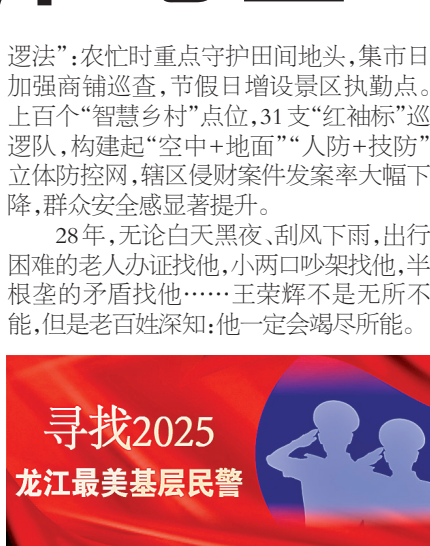 逻法”:农忙时重点守护田间地头,集市日
加强商铺巡查,节假日增设景区执勤点。
上百个“智慧乡村”点位,31支“红袖标”巡
逻队,构建起“空中+地面”“人防+技防”
立体防控网,辖区侵财案件发案率大幅下
降,群众安全感显著提升。
28年,无论白天黑夜、刮风下雨,出行
困难的老人办证找他,小两口吵架找他,半
根垄的矛盾找他……王荣辉不是无所不
能,但是老百姓深知:他一定会竭尽所能。
寻找2025
龙江最美基层民警